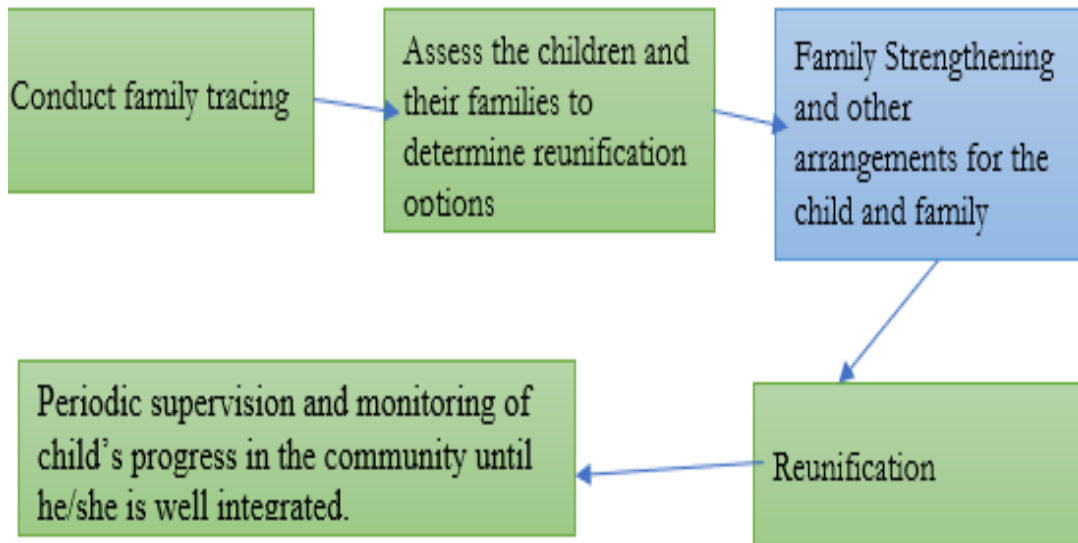 Conduct family tracing
Assess the children and
their families to
determine reunification
options
Family Strengthening
and other
arrangements for the
child and family
Reunification
Periodic supervision and monitoring of
child’s progress in the community until
he/she is well integrated.